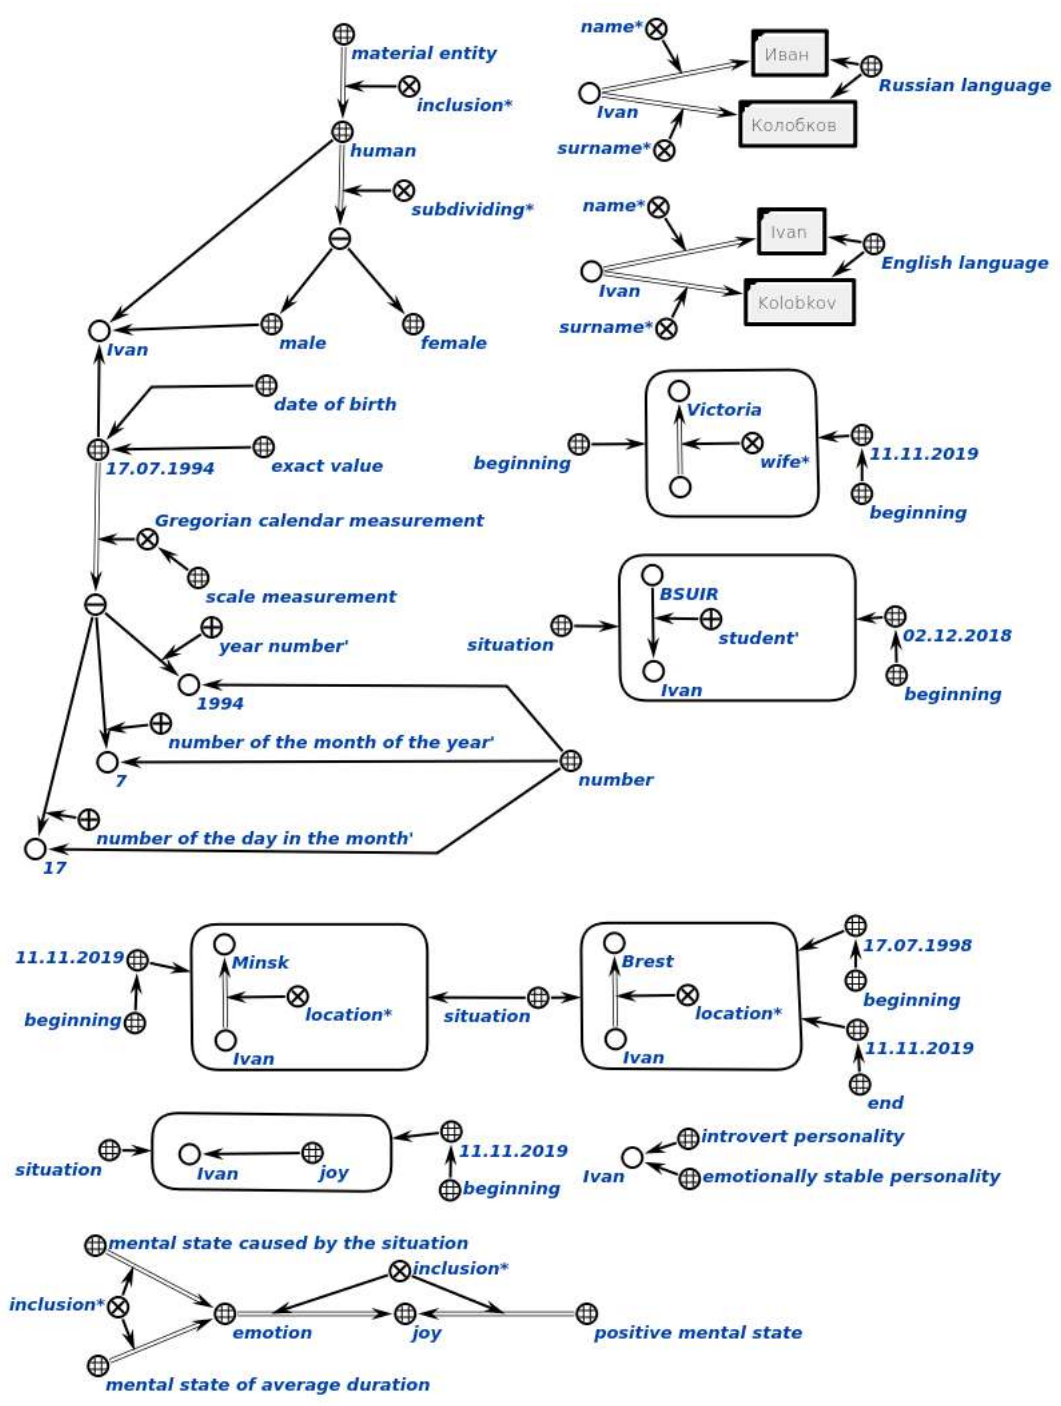 material entity
inclusion*
human
subdividing*
Ivan
male
female
date of birth
17.07.1994
exact value
Gregorian calendar measurement
scale measurement
year number'
1994
number of the month of the year'
7
number
number of the day in the month'
17
name*
Иван
Russian language
Ivan
Колобков
surname*
name*
Ivan
English language
Ivan
Kolobkov
surname*
Victoria
beginning
wife*
11.11.2019
beginning
BSUIR
situation
student'
02.12.2018
Ivan
beginning
11.11.2019
Minsk
beginning
location*
Ivan
situation
Brest
location*
Ivan
17.07.1998
beginning
11.11.2019
end
situation
Ivan
joy
11.11.2019
beginning
introvert personality
Ivan
emotionally stable personality
mental state caused by the situation
inclusion*
inclusion*
emotion
joy
positive mental state
mental state of average duration